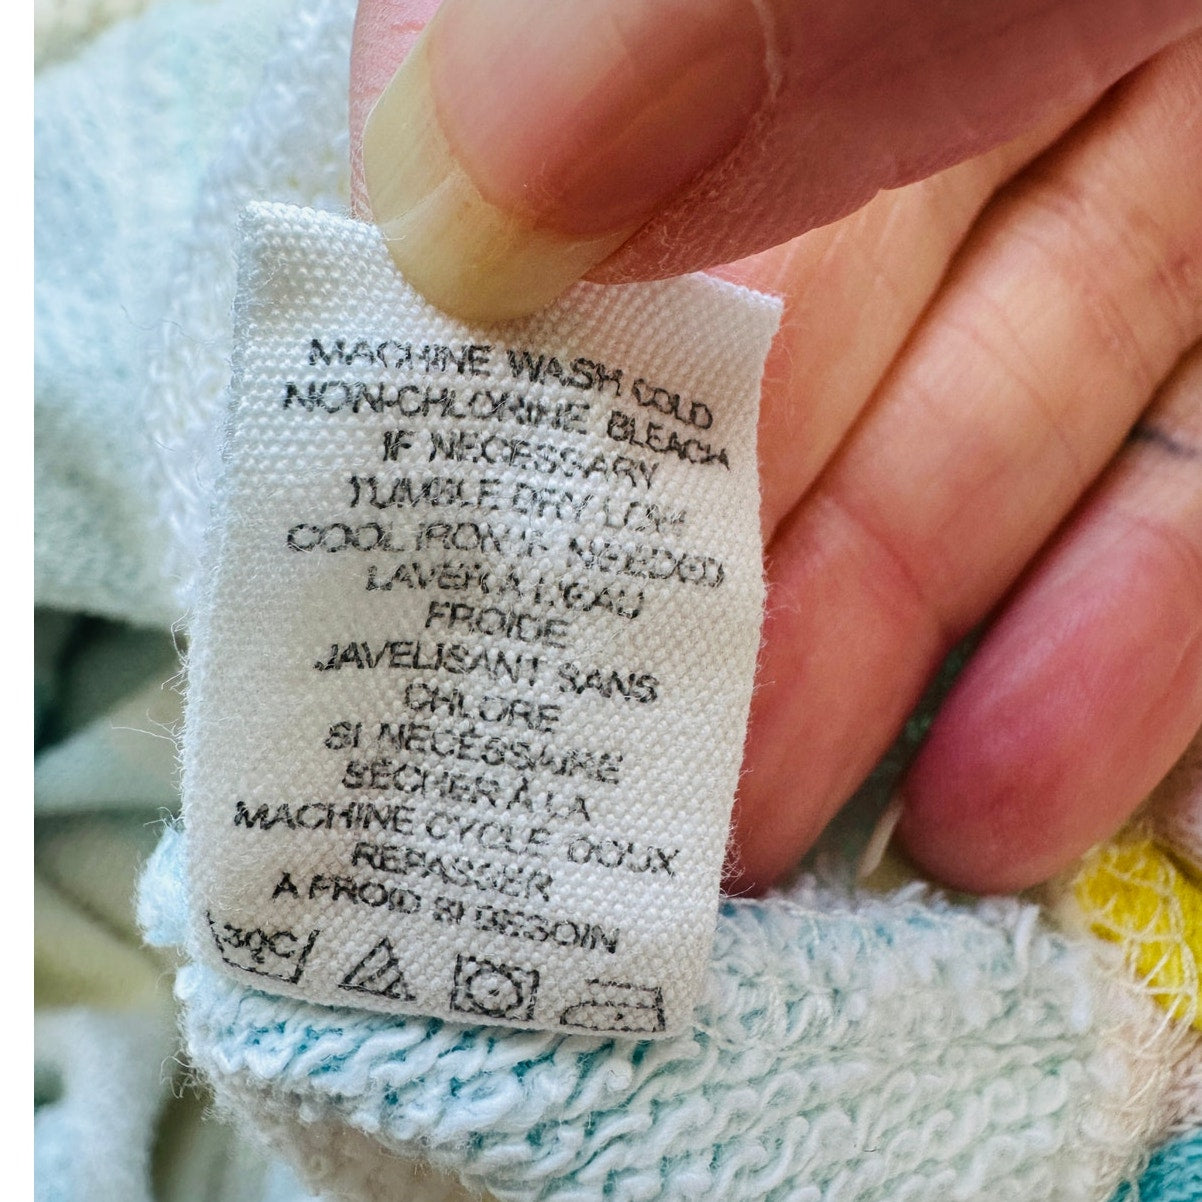 MACHINE WASH COLD
NON-CHLORINE BLEACH
IF NECESSARY
TUMBLE DRY LOW
COOL IRON IF NEEDED
LAVER À L'EAU
FROIDE
JAVELISANT SANS
CHLORE
SI NÉCESSAIRE
SÉCHER À LA
MACHINE CYCLE DOUX
REPASSER
A FROID SI BESOIN
30C